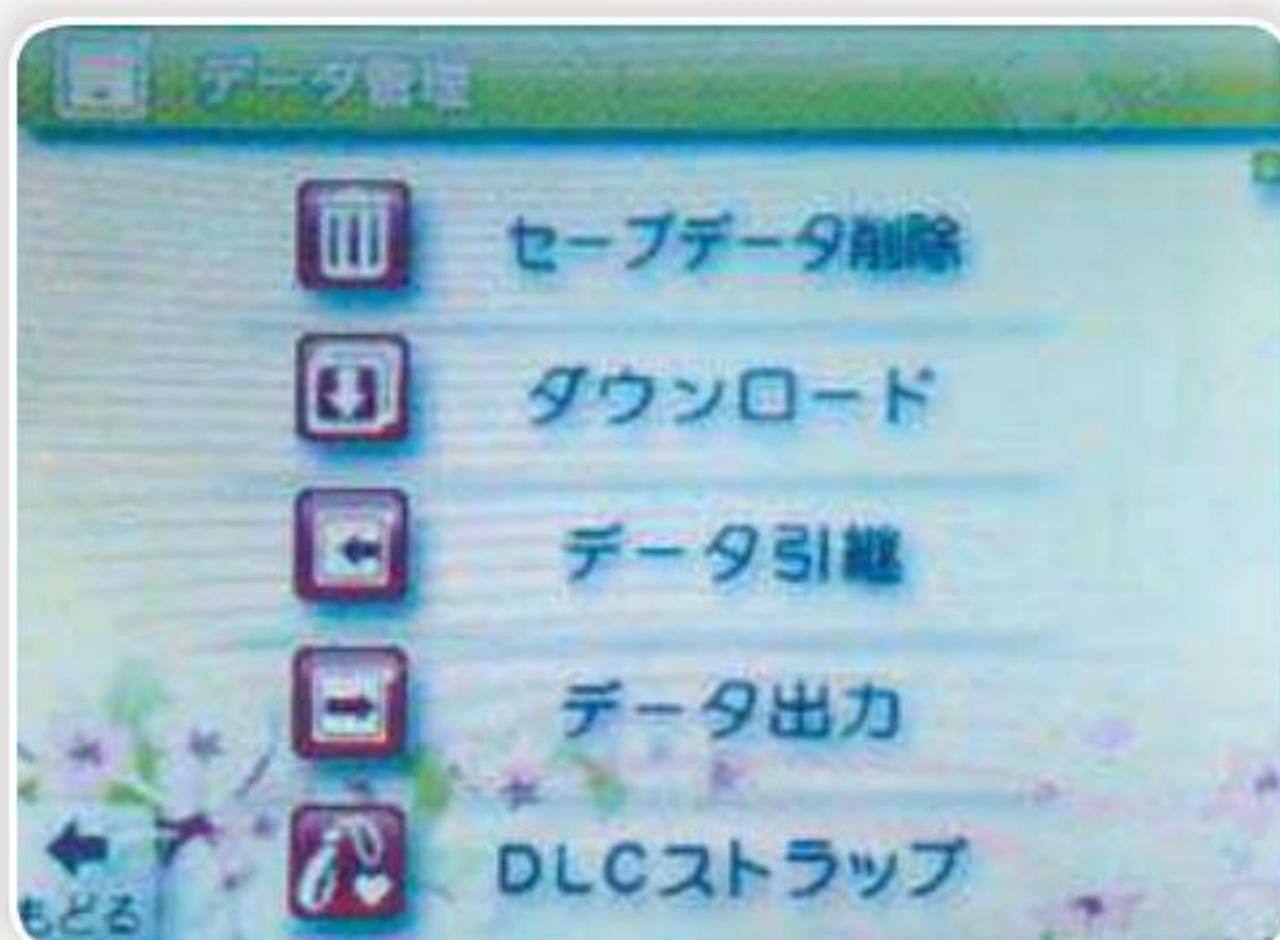 データ管理
セーブデータ削除
ダウンロード
データ引継
データ出力
DLCストラップ
もどる